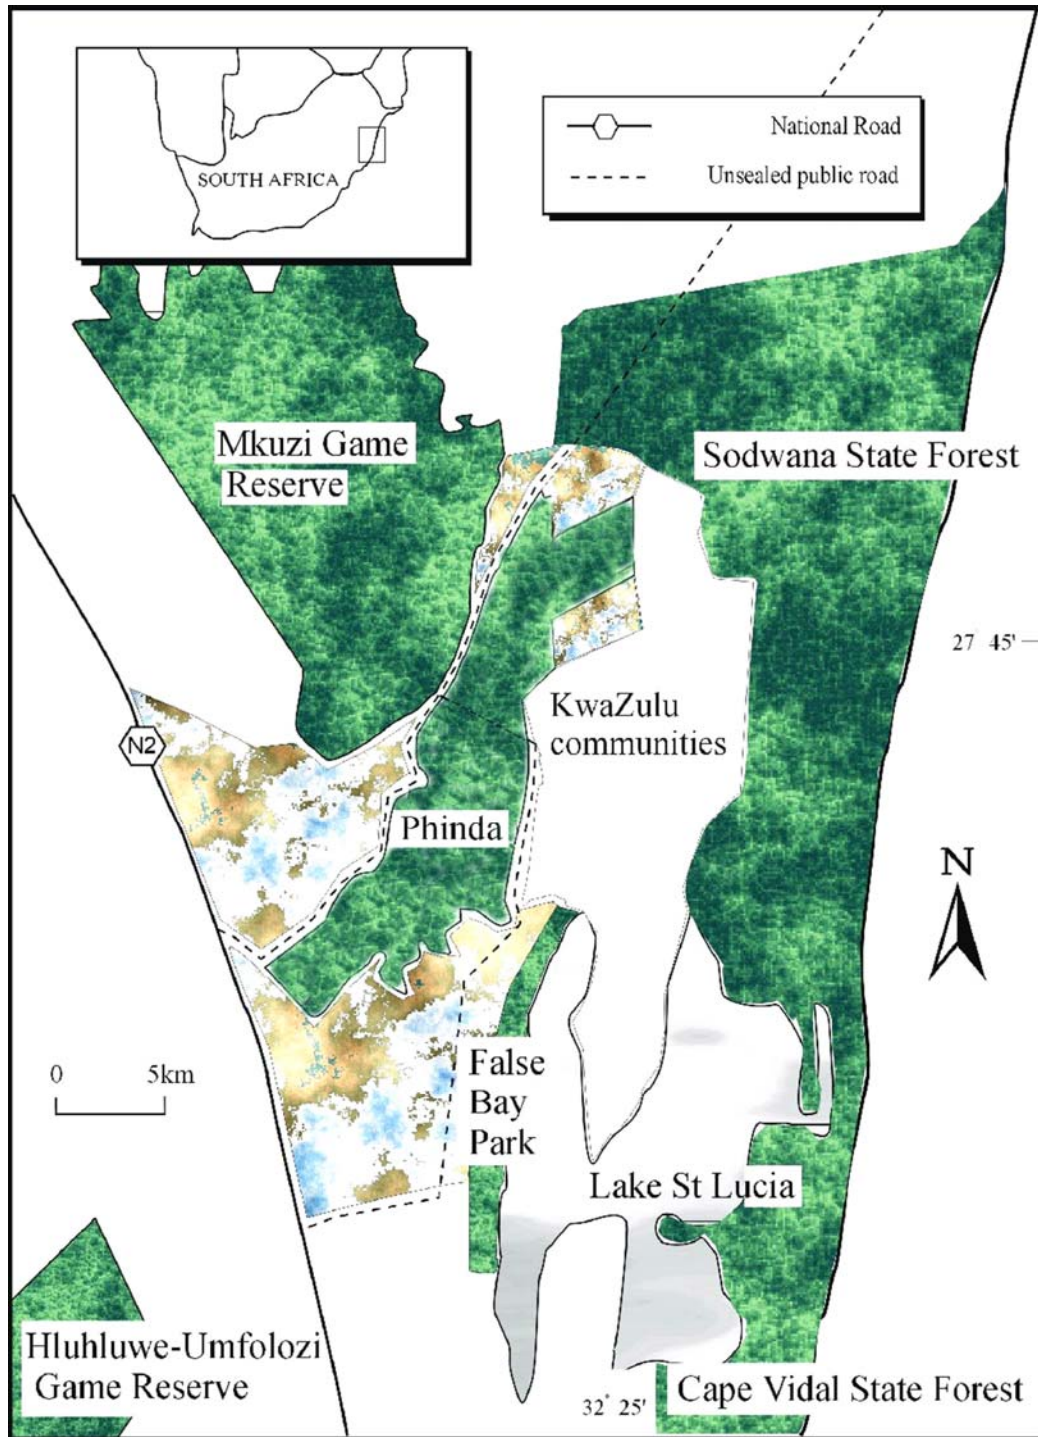 SOUTH AFRICA
National Road
Unsealed public road
Mkuzi Game
Reserve
Sodwana State Forest
27 45'
KwaZulu
communities
N2
Phinda
N
0 5km
False
Bay
Park
Lake St Lucia
Hluhluwe-Umfolozi
Game Reserve
32° 25'
Cape Vidal State Forest